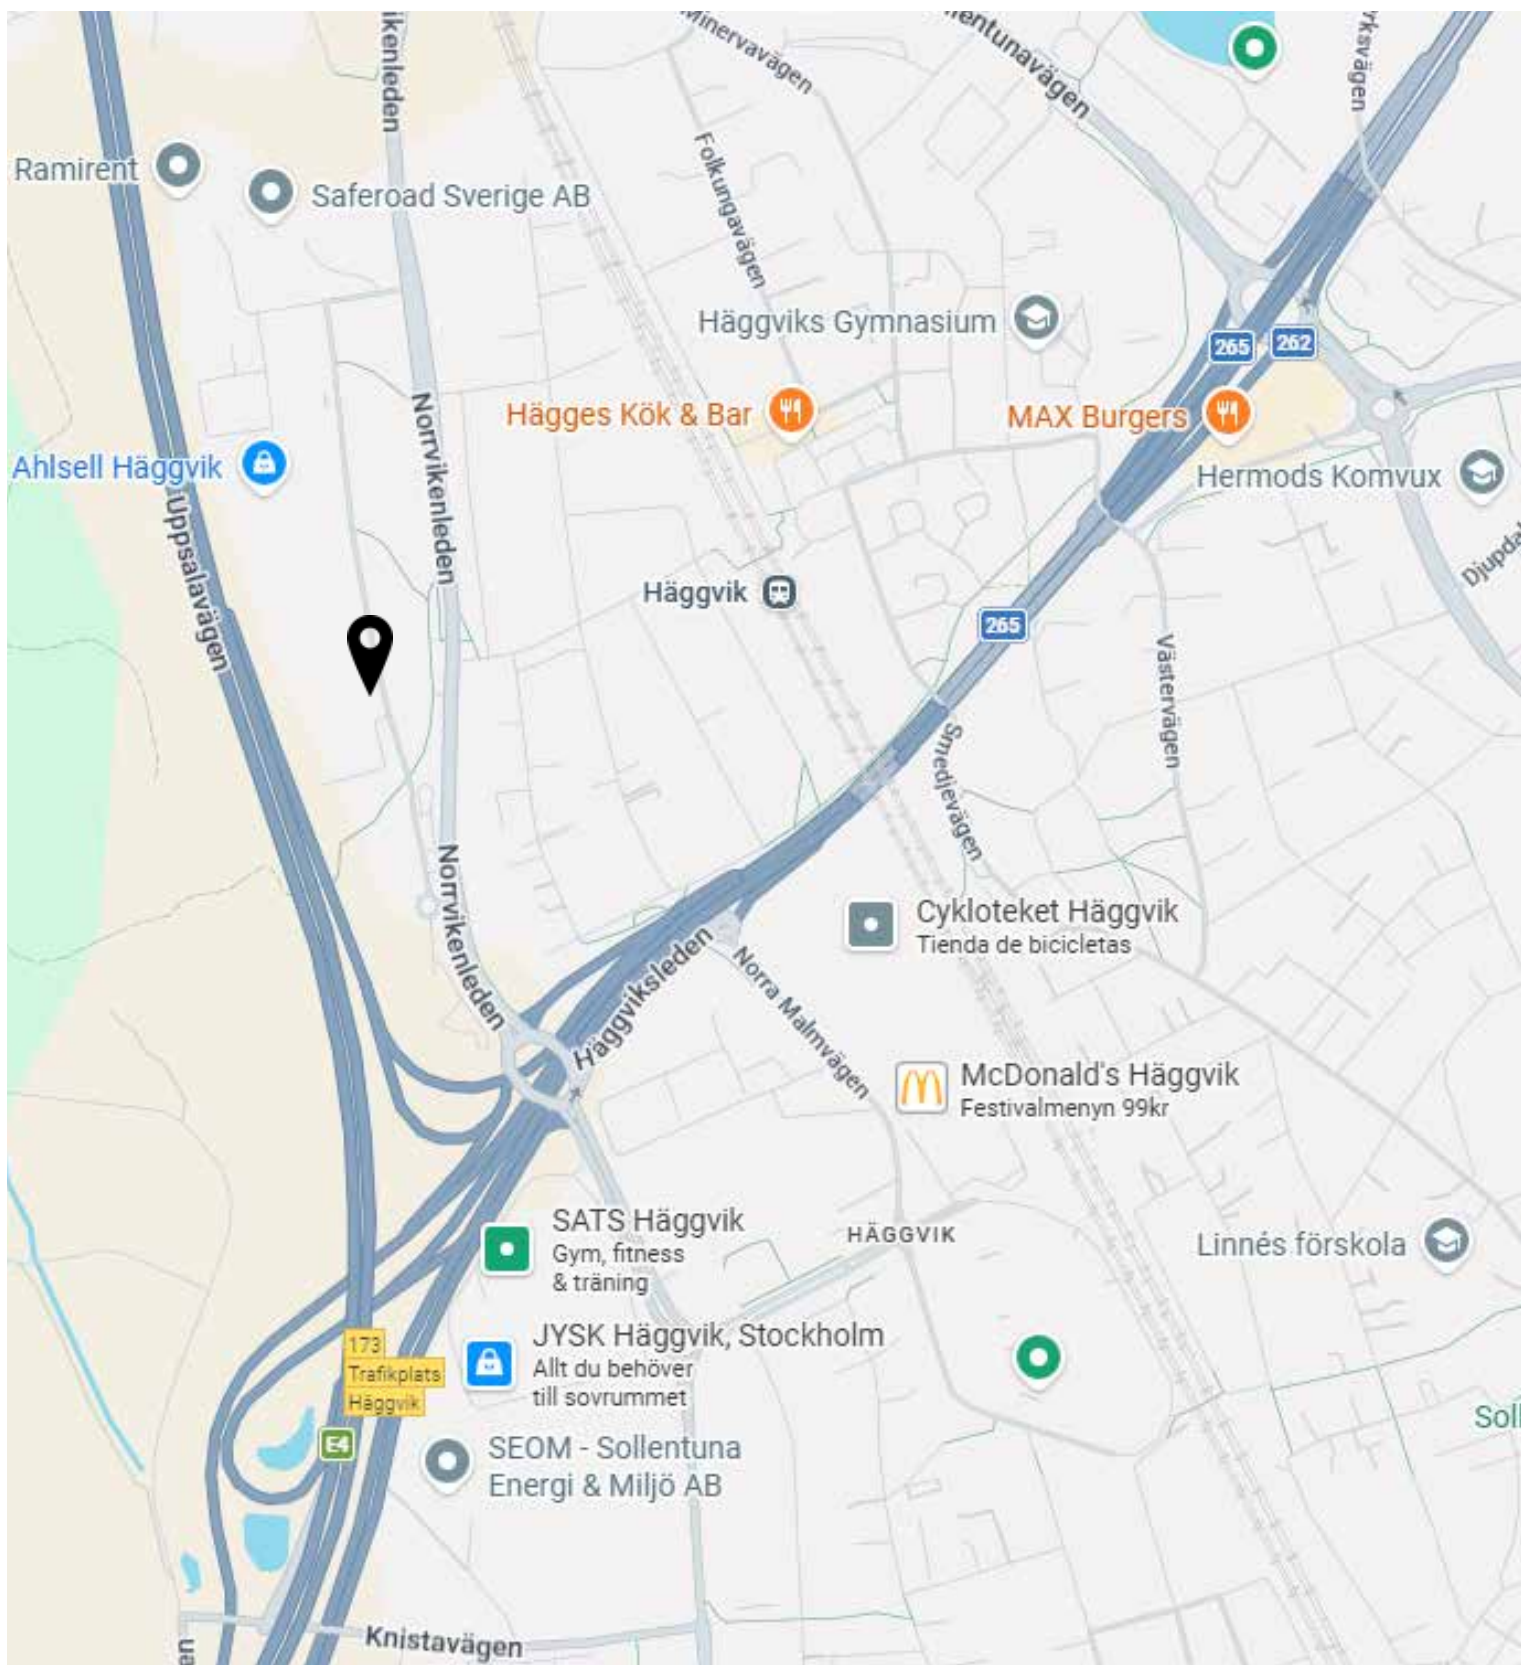 Minervavägen
Ramirent
Saferoad Sverige AB
Folkungavägen
Häggviks Gymnasium
265
262
Hägges Kök & Bar
MAX Burgers
Norrvikenleden
Ahlsell Häggvik
Hermods Komvux
Uppsalavägen
Häggvik
265
Västervägen
Smedjevägen
Norrvikenleden
Cykloteket Häggvik
Tienda de bicicletas
Häggviksleden
Norra Malmvägen
McDonald's Häggvik
Festivalmenyn 99kr
SATS Häggvik
Gym, fitness
& träning
HÄGGVIK
Linnés förskola
173
Trafikplats
Häggvik
JYSK Häggvik, Stockholm
Allt du behöver
till sovrummet
E4
SEOM - Sollentuna
Energi & Miljö AB
Knistavägen